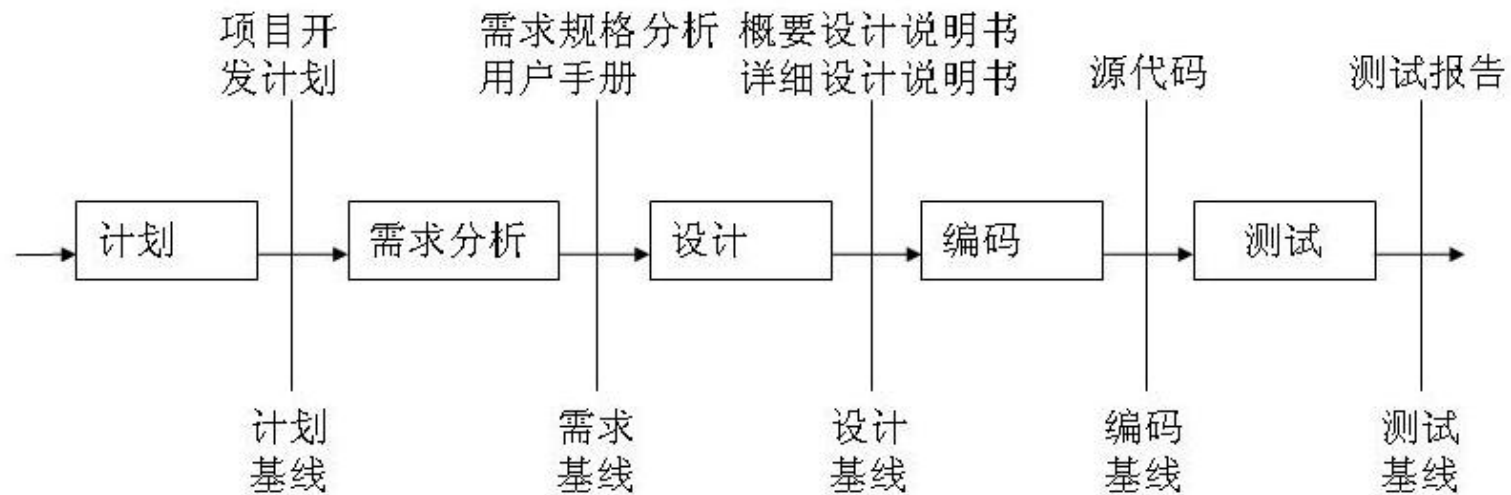 项目开
发计划
需求规格分析
用户手册
概要设计说明书
详细设计说明书
源代码
测试报告
计划
需求分析
设计
编码
测试
计划
基线
需求
基线
设计
基线
编码
基线
测试
基线